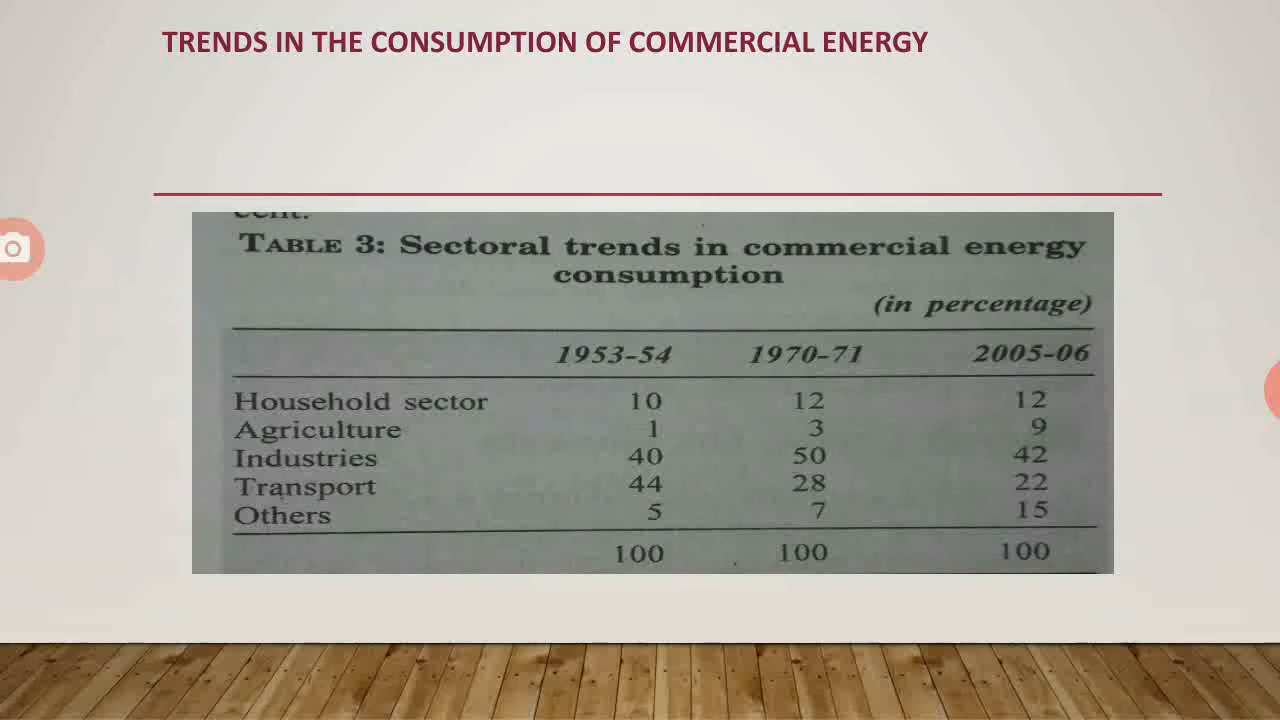 TRENDS IN THE CONSUMPTION OF COMMERCIAL ENERGY
cent.
TABLE 3: Sectoral trends in commercial energy
consumption
(in percentage)
1953-54 1970-71 2005-06
Household sector 10 12 12
Agriculture 1 3 9
Industries 40 50 42
Transport 44 28 22
Others 5 7 15
100 100 100